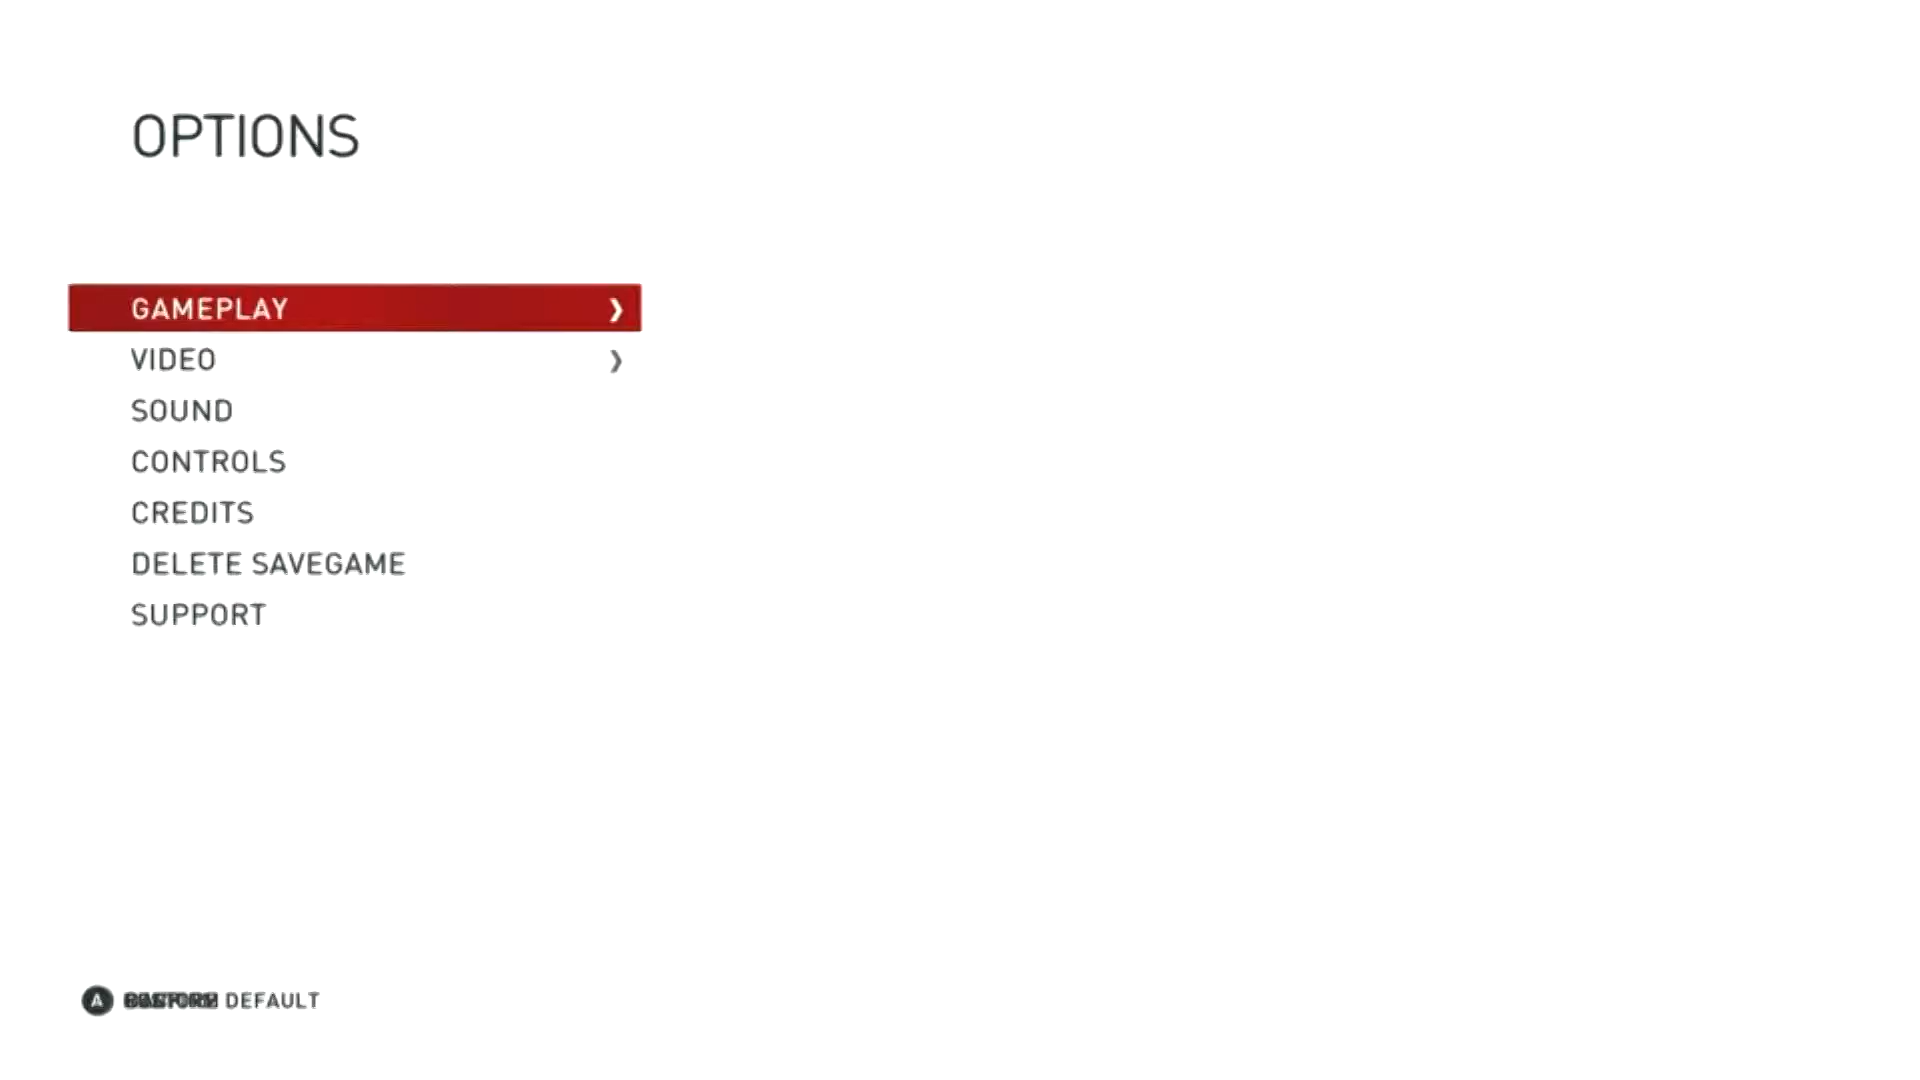 OPTIONS
GAMEPLAY
VIDEO
SOUND
CONTROLS
CREDITS
DELETE SAVEGAME
SUPPORT
A DEFAULT